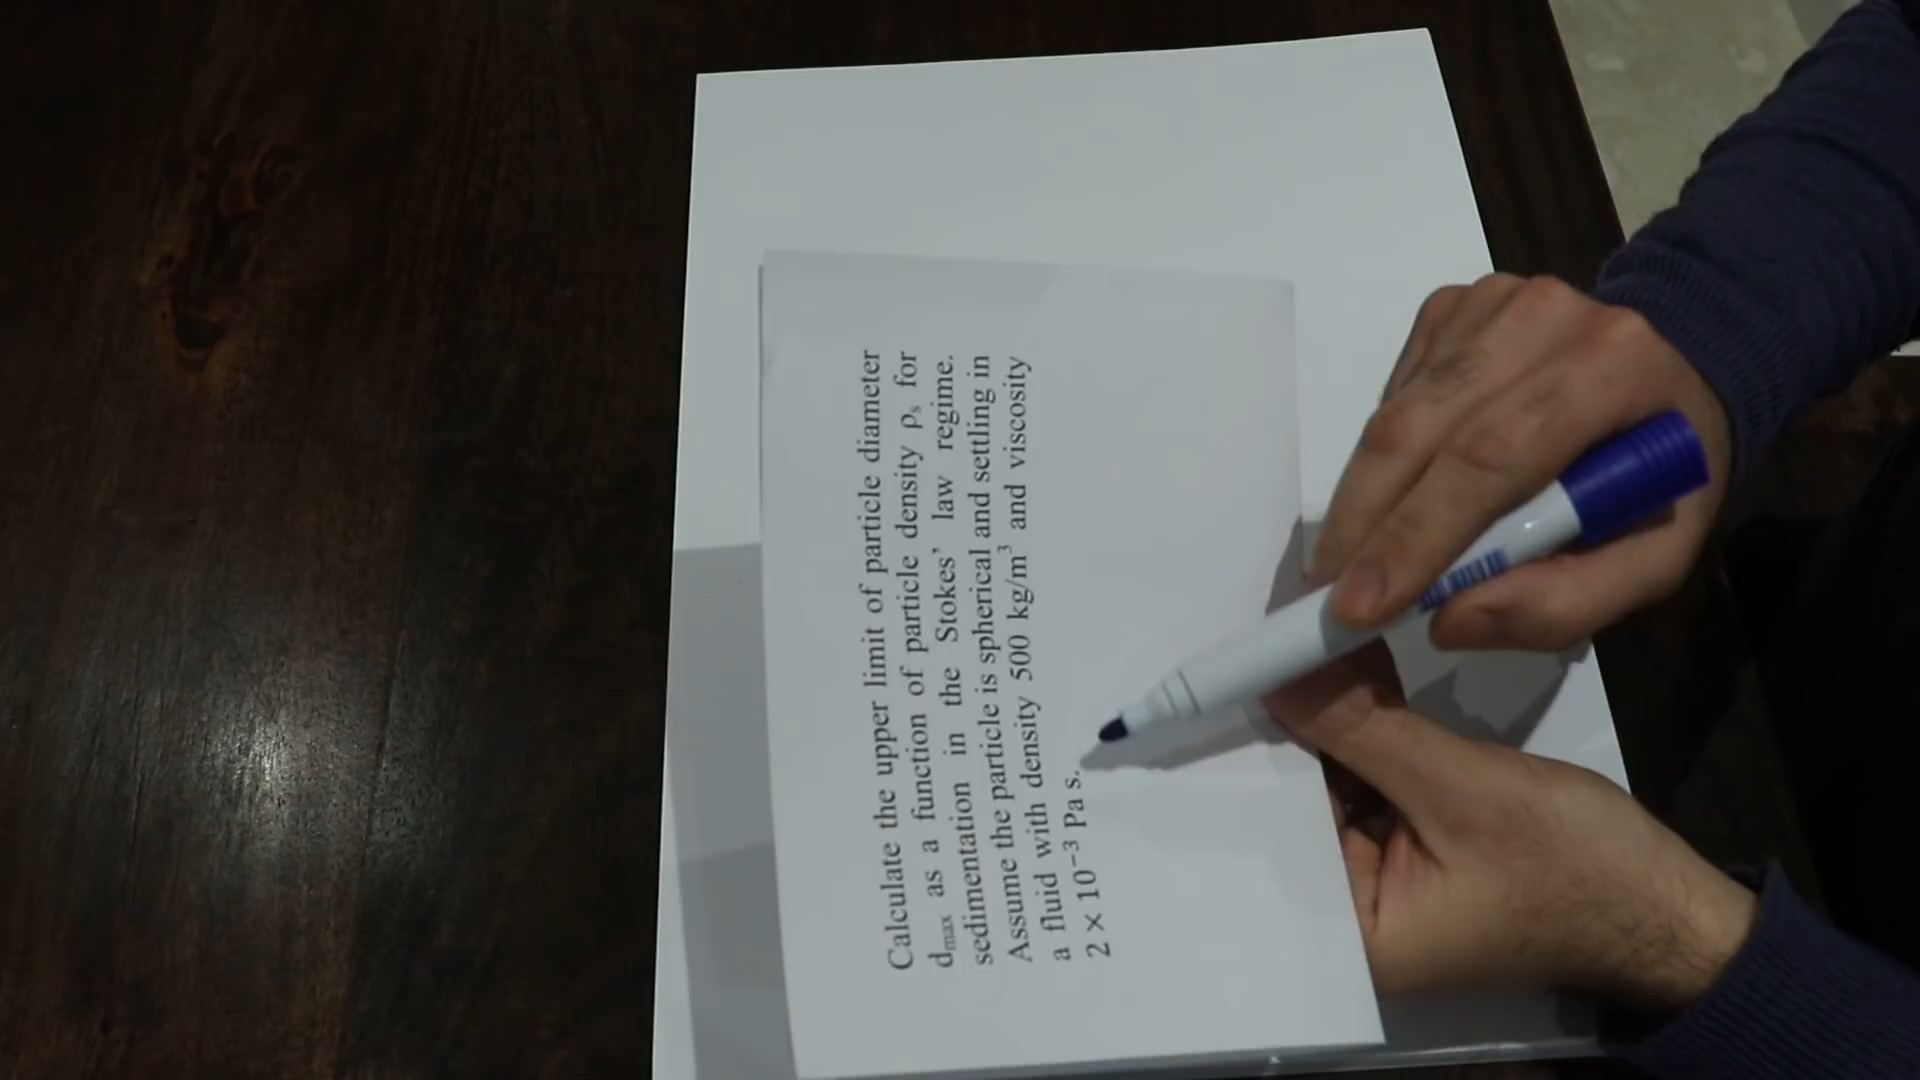 Calculate the upper limit of particle diameter
dmax as a function of particle density ρs for
sedimentation in the Stokes' law regime.
Assume the particle is spherical and settling in
a fluid with density 500 kg/m³ and viscosity
2 × 10⁻³ Pa s.